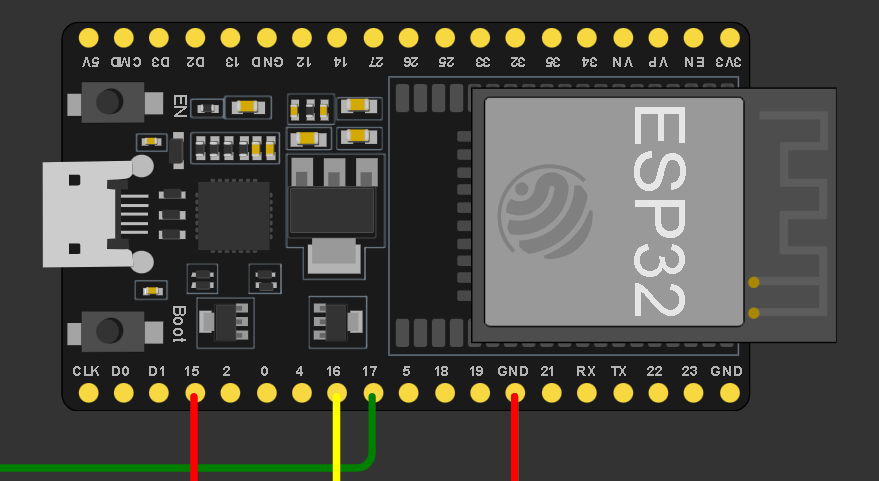 5V CMD D3 D2 13 GND 12 14 27 26 25 33 32 35 34 VN VP EN 3V3
EN
ESP32
Boot
CLK D0 D1 15 2 0 4 16 17 5 18 19 GND 21 RX TX 22 23 GND